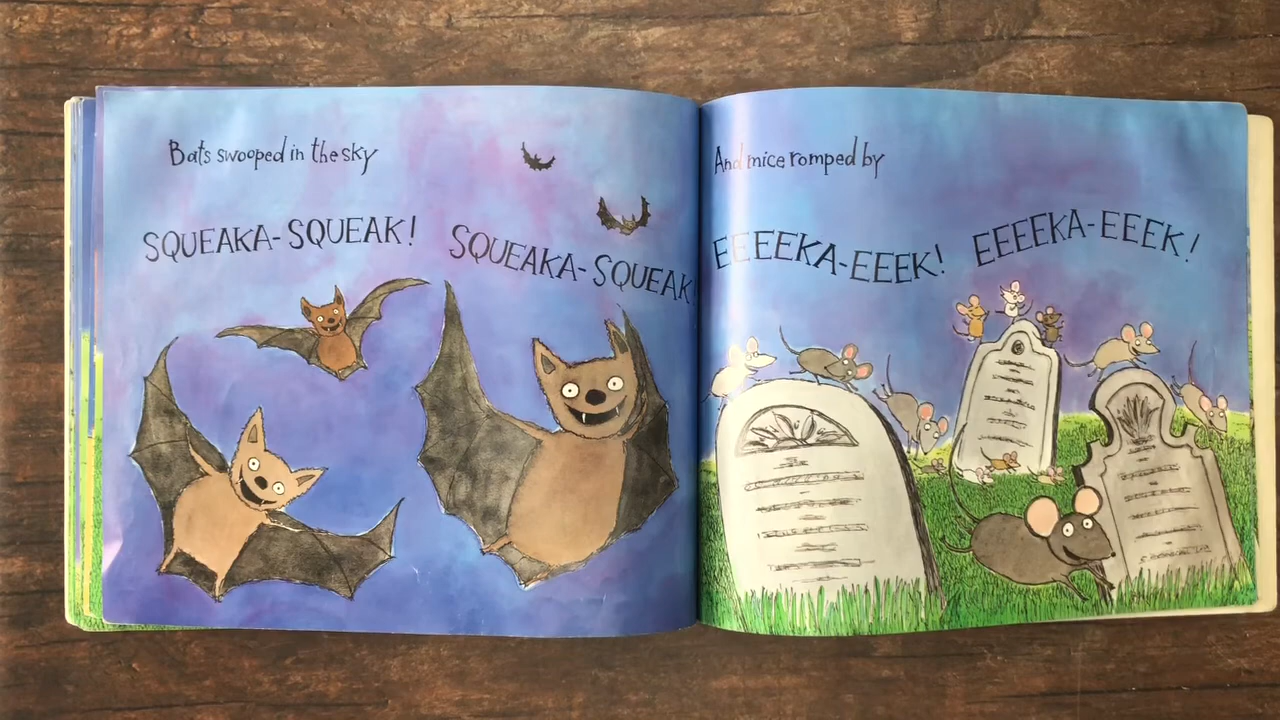 Bats swooped in the sky
SQUEAKA-SQUEAK! SQUEAKA-SQUEAK
And mice romped by
EEEEKA-EEEK! EEEEKA-EEEK!